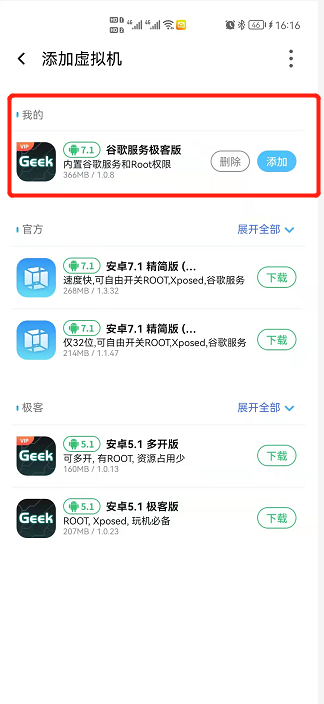 46 16:16
添加虚拟机
我的
VIP
Geek
7.1 谷歌服务极客版
内置谷歌服务和Root权限
366MB / 1.0.8
删除
添加
官方
展开全部
7.1 安卓7.1 精简版 (...
速度快,可自由开关ROOT,Xposed,谷歌服务
268MB / 1.3.32
下载
7.1 安卓7.1 精简版 (...
仅32位,可自由开关ROOT,Xposed,谷歌服务
214MB / 1.1.47
下载
极客
展开全部
VIP
Geek
5.1 安卓5.1 多开版
可多开, 有ROOT, 资源占用少
160MB / 1.0.13
下载
Geek
5.1 安卓5.1 极客版
ROOT, Xposed, 玩机必备
207MB / 1.0.23
下载